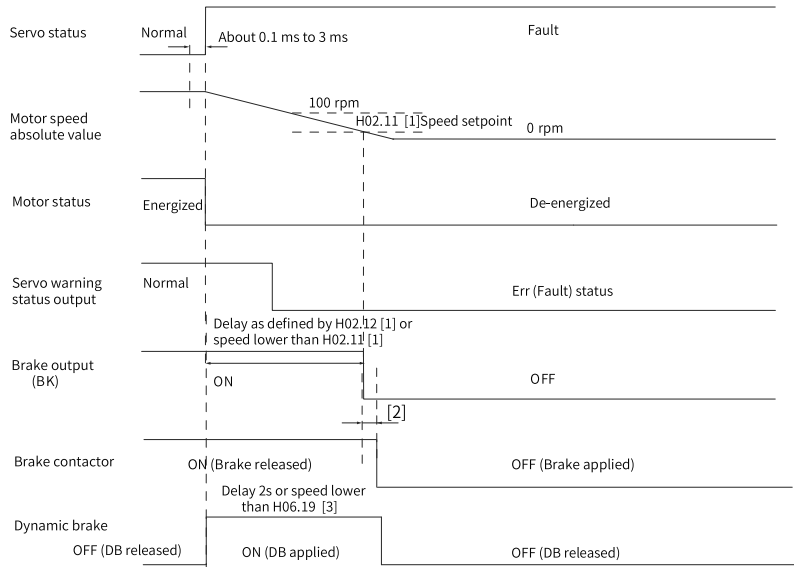 Servo status
Normal
About 0.1 ms to 3 ms
Fault
Motor speed
absolute value
100 rpm
H02.11 [1]Speed setpoint
0 rpm
Motor status
Energized
De-energized
Servo warning
status output
Normal
Err (Fault) status
Delay as defined by H02.12 [1] or
speed lower than H02.11 [1]
Brake output
(BK)
ON
OFF
[2]
Brake contactor
ON (Brake released)
OFF (Brake applied)
Delay 2s or speed lower
than H06.19 [3]
Dynamic brake
OFF (DB released)
ON (DB applied)
OFF (DB released)